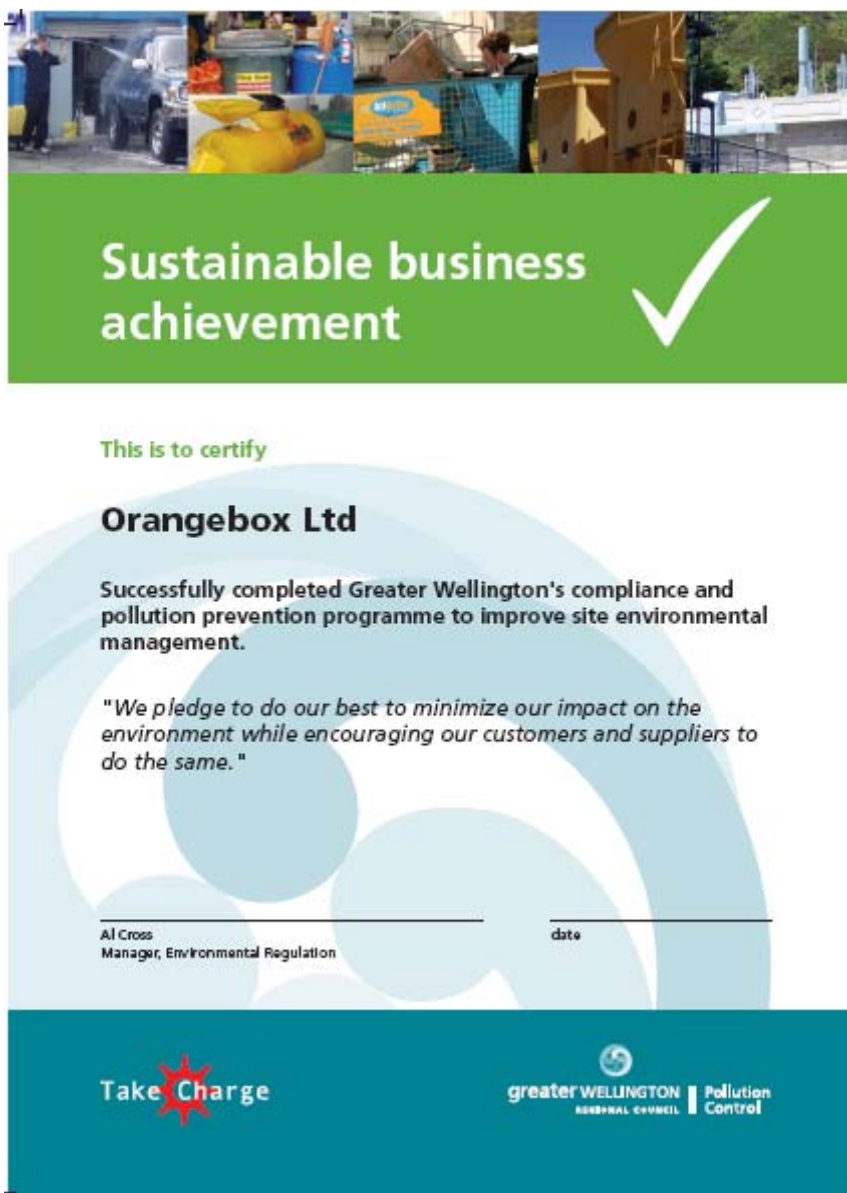 Sustainable business
achievement
This is to certify
Orangebox Ltd
Successfully completed Greater Wellington's compliance and
pollution prevention programme to improve site environmental
management.
"We pledge to do our best to minimize our impact on the
environment while encouraging our customers and suppliers to
do the same."
Al Cross
Manager, Environmental Regulation
date
Take Charge
greater WELLINGTON
REGIONAL COUNCIL
Pollution
Control